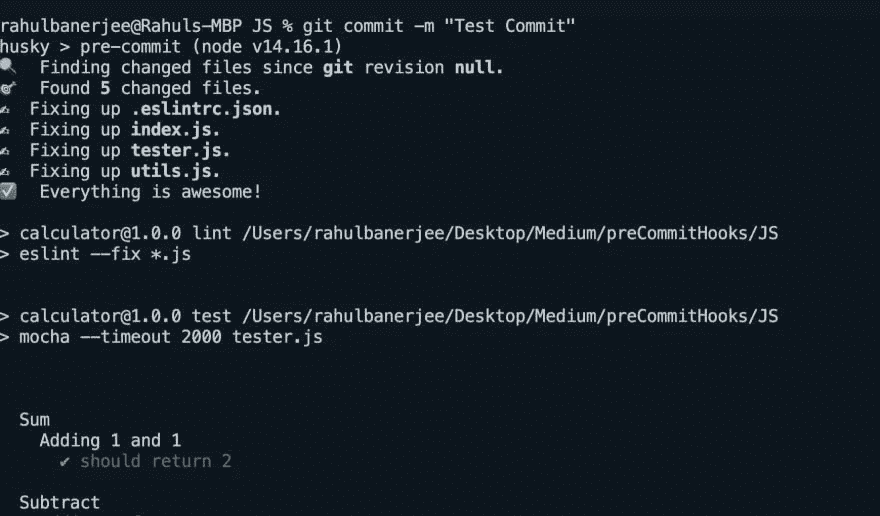 rahulbanerjee@Rahuls-MBP JS % git commit -m "Test Commit"
husky > pre-commit (node v14.16.1)
🔍 Finding changed files since git revision null.
🎯 Found 5 changed files.
✍️ Fixing up .eslintrc.json.
✍️ Fixing up index.js.
✍️ Fixing up tester.js.
✍️ Fixing up utils.js.
✅ Everything is awesome!
> calculator@1.0.0 lint /Users/rahulbanerjee/Desktop/Medium/preCommitHooks/JS
> eslint --fix *.js
> calculator@1.0.0 test /Users/rahulbanerjee/Desktop/Medium/preCommitHooks/JS
> mocha --timeout 2000 tester.js
Sum
Adding 1 and 1
✔ should return 2
Subtract